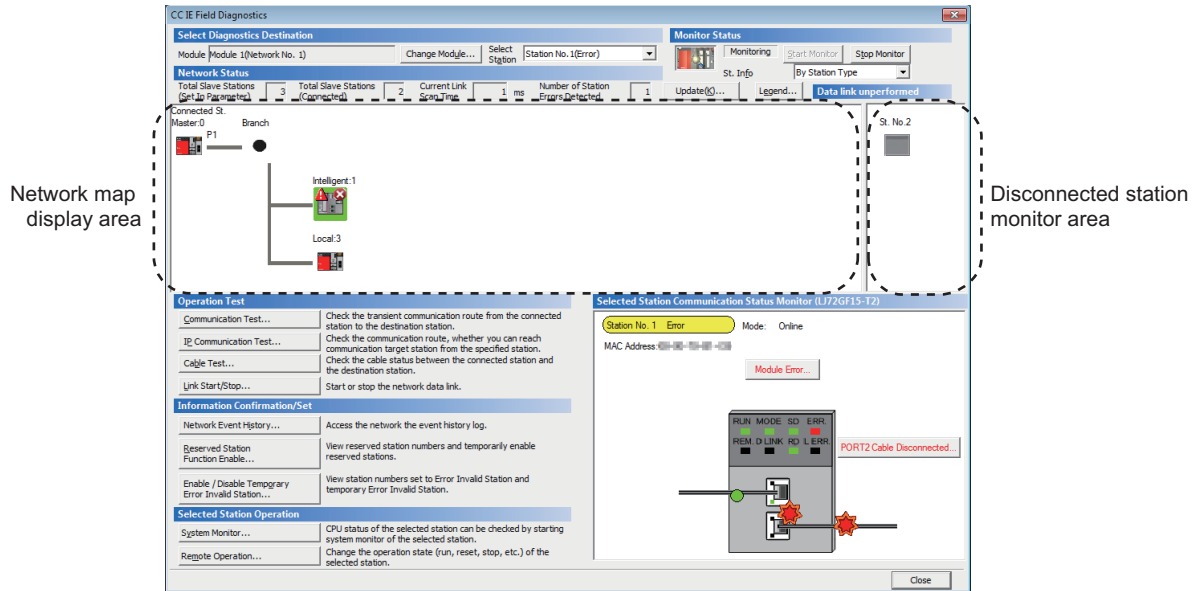 CC IE Field Diagnostics
Select Diagnostics Destination
Module Module 1(Network No. 1)
Change Module...
Select Station
Station No.1(Error)
Monitor Status
Monitoring
Start Monitor
Stop Monitor
St. Info
By Station Type
Network Status
Total Slave Stations (Set In Parameter) 3
Total Slave Stations (Connected) 2
Current Link Scan Time 1 ms
Number of Station Errors Detected 1
Update(K)...
Legend...
Data link unperformed
Connected St.
Master:0
Branch
P1
St. No.2
Intelligent:1
Local:3
Network map
display area
Disconnected station
monitor area
Operation Test
Communication Test...
Check the transient communication route from the connected
station to the destination station.
IP Communication Test...
Check the communication route, whether you can reach
communication target station from the specified station.
Cable Test...
Check the cable status between the connected station and
the destination station.
Link Start/Stop...
Start or stop the network data link.
Information Confirmation/Set
Network Event History...
Access the network the event history log.
Reserved Station
Function Enable...
View reserved station numbers and temporarily enable
reserved stations.
Enable / Disable Temporary
Error Invalid Station...
View station numbers set to Error Invalid Station and
temporary Error Invalid Station.
Selected Station Operation
System Monitor...
CPU status of the selected station can be checked by starting
system monitor of the selected station.
Remote Operation...
Change the operation state (run, reset, stop, etc.) of the
selected station.
Selected Station Communication Status Monitor (LJ72GF15-T2)
Station No. 1 Error
Mode: Online
MAC Address:
Module Error...
RUN MODE SD ERR.
REM. D LINK RD L ERR.
PORT2 Cable Disconnected...
Close